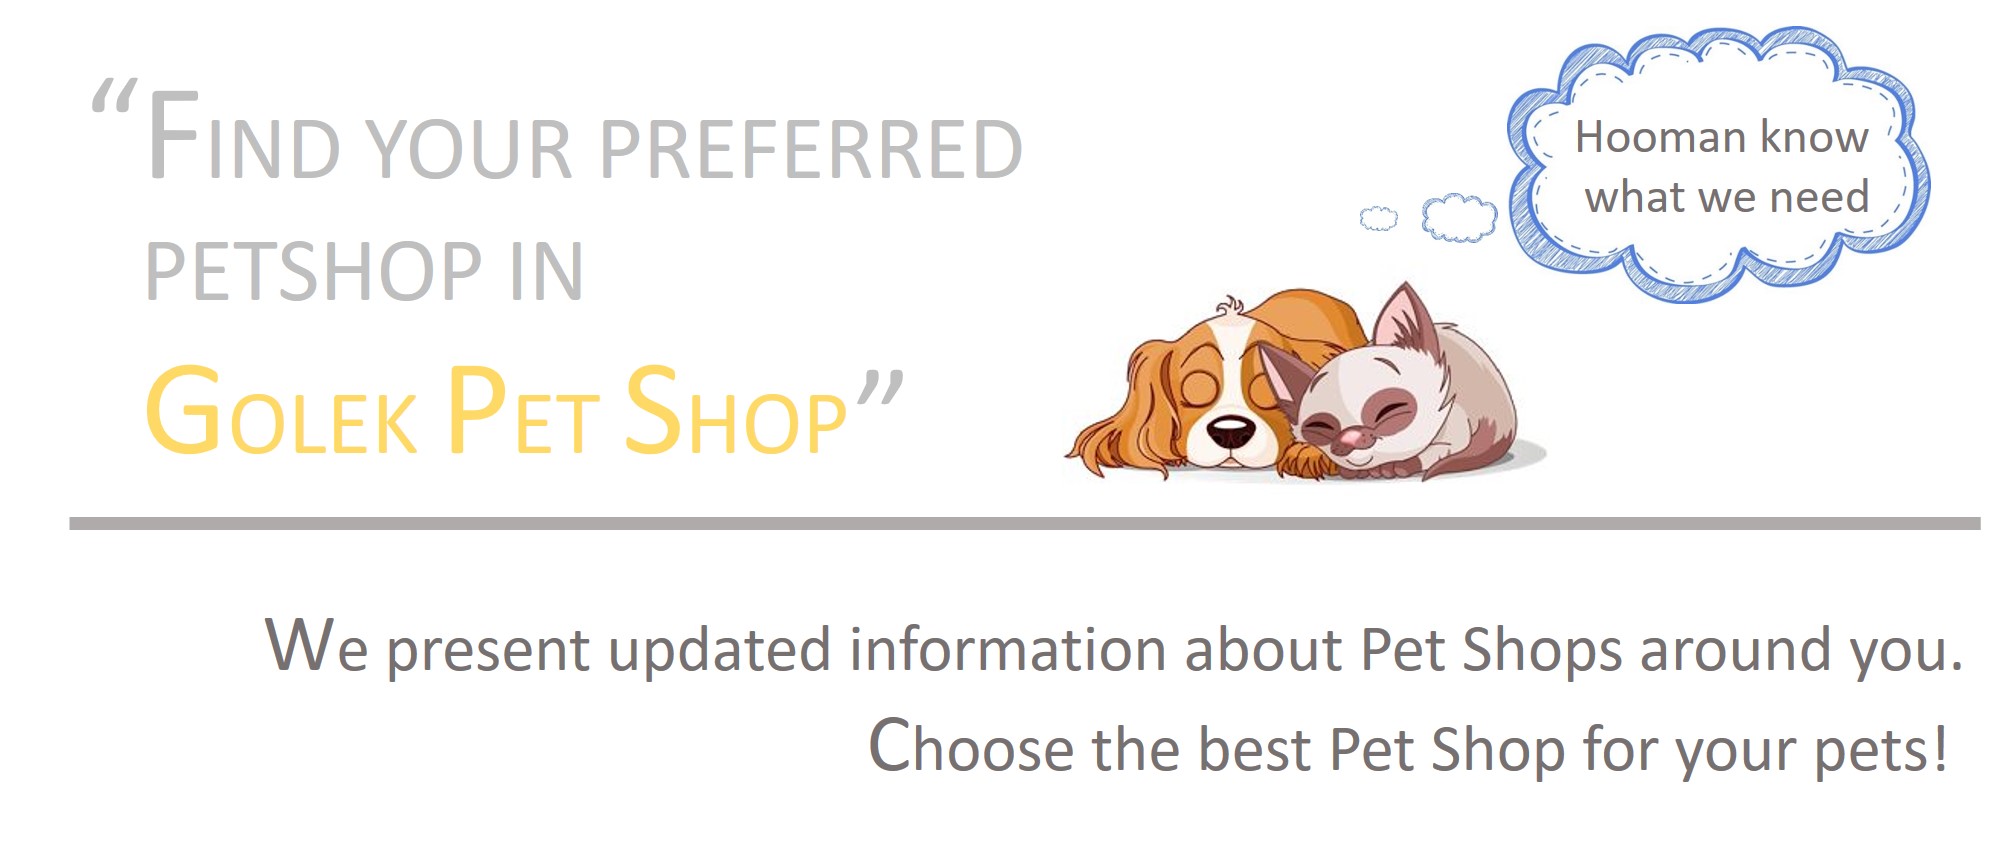 “FIND YOUR PREFERRED
PETSHOP IN
GOLEK PET SHOP”
Hooman know
what we need
We present updated information about Pet Shops around you.
Choose the best Pet Shop for your pets!